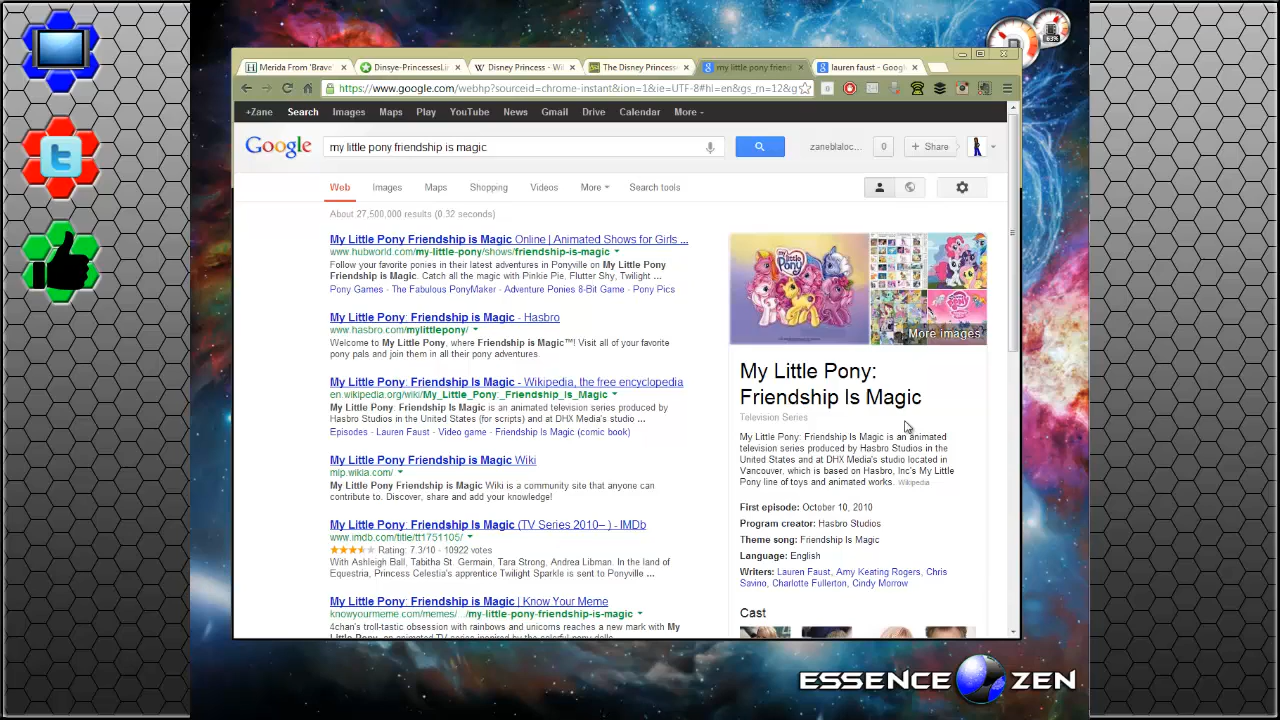 63%
Merida From 'Brave'
Dinsye-PrincessesLi
Disney Princess - Wi
The Disney Princess
my little pony friend
lauren faust - Goog
https://www.google.com/webhp?sourceid=chrome-instant&ion=1&ie=UTF-8#hl=en&gs_rn=12&g
+Zane Search Images Maps Play YouTube News Gmail Drive Calendar More
Google
my little pony friendship is magic
zaneblaloc... 0 + Share
Web Images Maps Shopping Videos More Search tools
About 27,500,000 results (0.32 seconds)
My Little Pony Friendship is Magic Online | Animated Shows for Girls ...
www.hubworld.com/my-little-pony/shows/friendship-is-magic
Follow your favorite ponies in their latest adventures in Ponyville on My Little Pony
Friendship is Magic. Catch all the magic with Pinkie Pie, Flutter Shy, Twilight ...
Pony Games - The Fabulous PonyMaker - Adventure Ponies 8-Bit Game - Pony Pics
My Little Pony: Friendship is Magic - Hasbro
www.hasbro.com/mylittlepony/
Welcome to My Little Pony, where Friendship is Magic™! Visit all of your favorite
pony pals and join them in all their pony adventures.
My Little Pony: Friendship Is Magic - Wikipedia, the free encyclopedia
en.wikipedia.org/wiki/My_Little_Pony:_Friendship_Is_Magic
My Little Pony: Friendship Is Magic is an animated television series produced by
Hasbro Studios in the United States (for scripts) and at DHX Media's studio ...
Episodes - Lauren Faust - Video game - Friendship Is Magic (comic book)
My Little Pony Friendship is Magic Wiki
mlp.wikia.com/
My Little Pony Friendship is Magic Wiki is a community site that anyone can
contribute to. Discover, share and add your knowledge!
My Little Pony: Friendship Is Magic (TV Series 2010– ) - IMDb
www.imdb.com/title/tt1751105/
Rating: 7.3/10 - 10922 votes
With Ashleigh Ball, Tabitha St. Germain, Tara Strong, Andrea Libman. In the land of
Equestria, Princess Celestia's apprentice Twilight Sparkle is sent to Ponyville ...
My Little Pony: Friendship is Magic | Know Your Meme
knowyourmeme.com/memes/.../my-little-pony-friendship-is-magic
4chan's troll-tastic obsession with rainbows and unicorns reaches a new mark with My
My Little Pony
More images
My Little Pony:
Friendship Is Magic
Television Series
My Little Pony: Friendship Is Magic is an animated
television series produced by Hasbro Studios in the
United States and at DHX Media's studio located in
Vancouver, which is based on Hasbro, Inc's My Little
Pony line of toys and animated works. Wikipedia
First episode: October 10, 2010
Program creator: Hasbro Studios
Theme song: Friendship Is Magic
Language: English
Writers: Lauren Faust, Amy Keating Rogers, Chris
Savino, Charlotte Fullerton, Cindy Morrow
Cast
ESSENCE ZEN